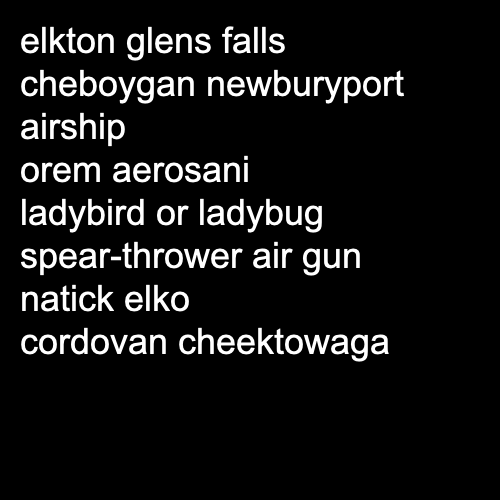 elkton glens falls
cheboygan newburyport
airship
orem aerosani
ladybird or ladybug
spear-thrower air gun
natick elko
cordovan cheektowaga